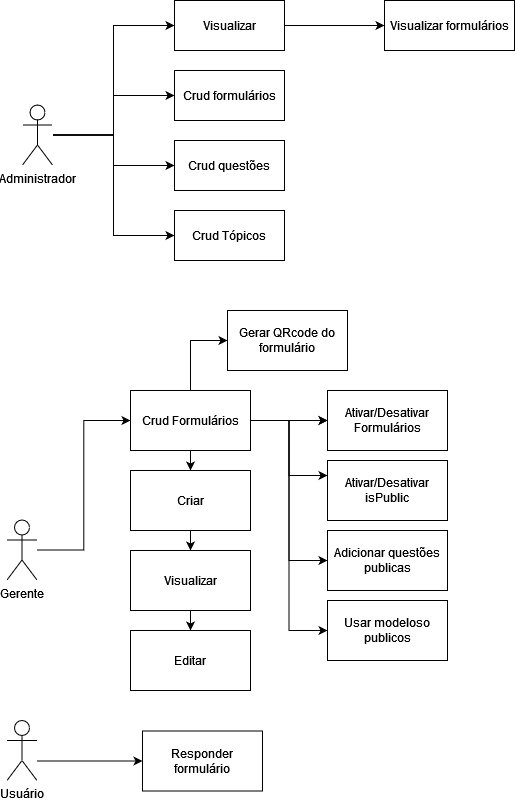 Visualizar
Visualizar formulários
Crud formulários
Crud questões
Crud Tópicos
Administrador
Gerar QRcode do
formulário
Crud Formulários
Ativar/Desativar
Formulários
Criar
Ativar/Desativar
isPublic
Visualizar
Adicionar questões
publicas
Editar
Usar modeloso
publicos
Gerente
Responder
formulário
Usuário